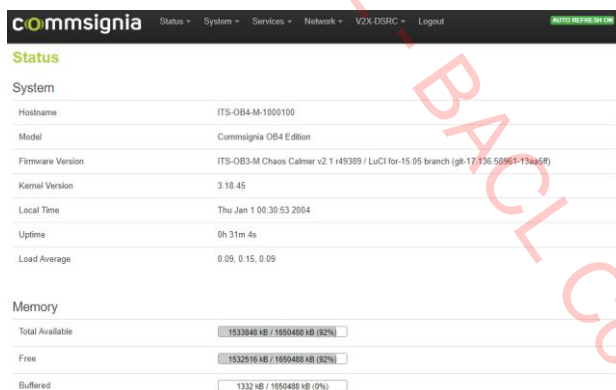 commsignia Status System Services Network V2X-DSRC Logout AUTO REFRESH ON
Status
System
Hostname ITS-OB4-M-1000100
Model Commsignia OB4 Edition
Firmware Version ITS-OB3-M Chaos Calmer v2.1 r49389 / LuCI for-15.05 branch (git-17.136.58961-13aa5ff)
Kernel Version 3.18.45
Local Time Thu Jan 1 00:30:53 2004
Uptime 0h 31m 4s
Load Average 0.09, 0.15, 0.09
Memory
Total Available 1533848 kB / 1650488 kB (92%)
Free 1532516 kB / 1650488 kB (92%)
Buffered 1332 kB / 1650488 kB (0%)
- BACL Co